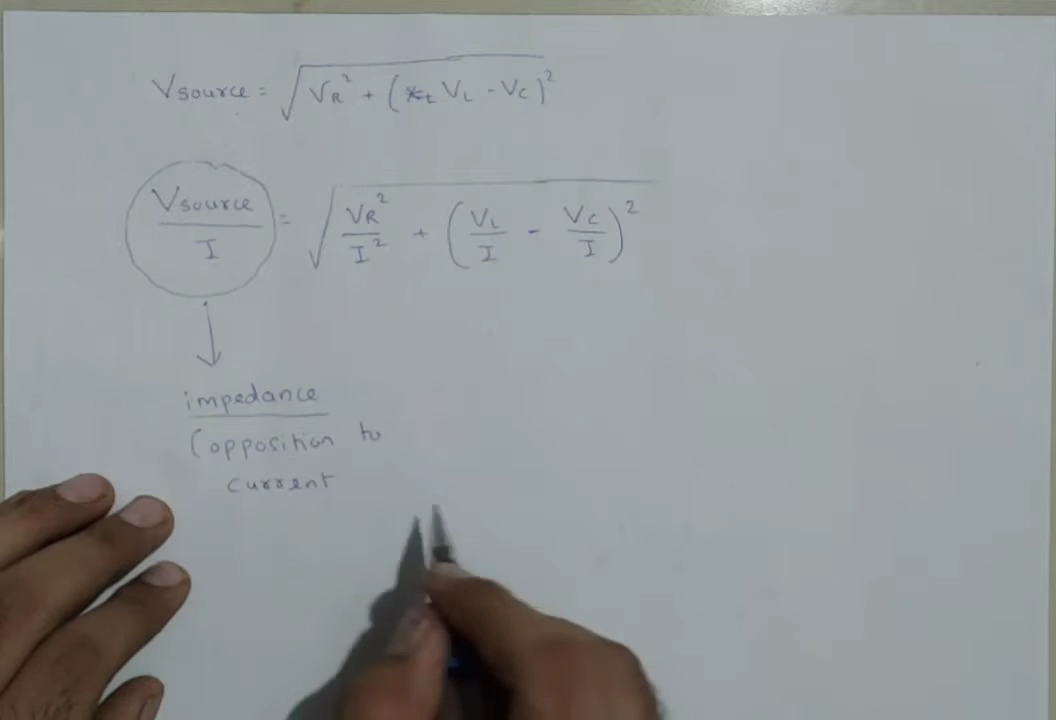 Vsource = √(VR² + (VL - VC)²)
Vsource/I = √(VR²/I² + (VL/I - VC/I)²)
impedance
(opposition to
current